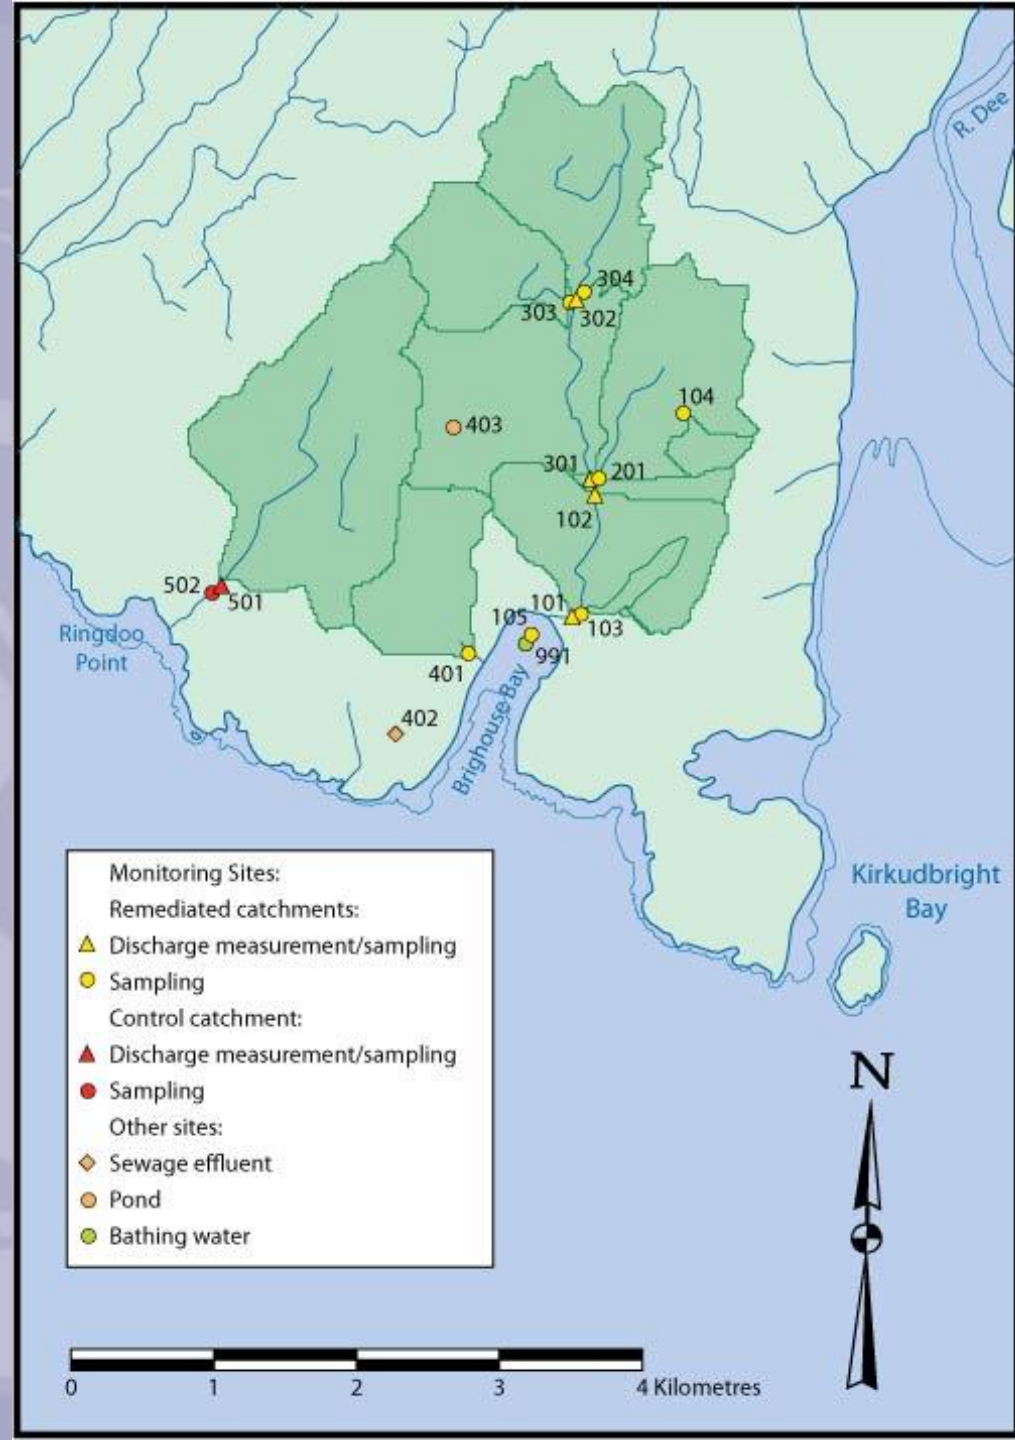 R. Dee
304
303
302
104
403
301
201
102
502
501
101
105
103
991
401
402
Ringdoo
Point
Brighouse Bay
Kirkudbright
Bay
Monitoring Sites:
Remediated catchments:
Discharge measurement/sampling
Sampling
Control catchment:
Discharge measurement/sampling
Sampling
Other sites:
Sewage effluent
Pond
Bathing water
N
0 1 2 3 4 Kilometres